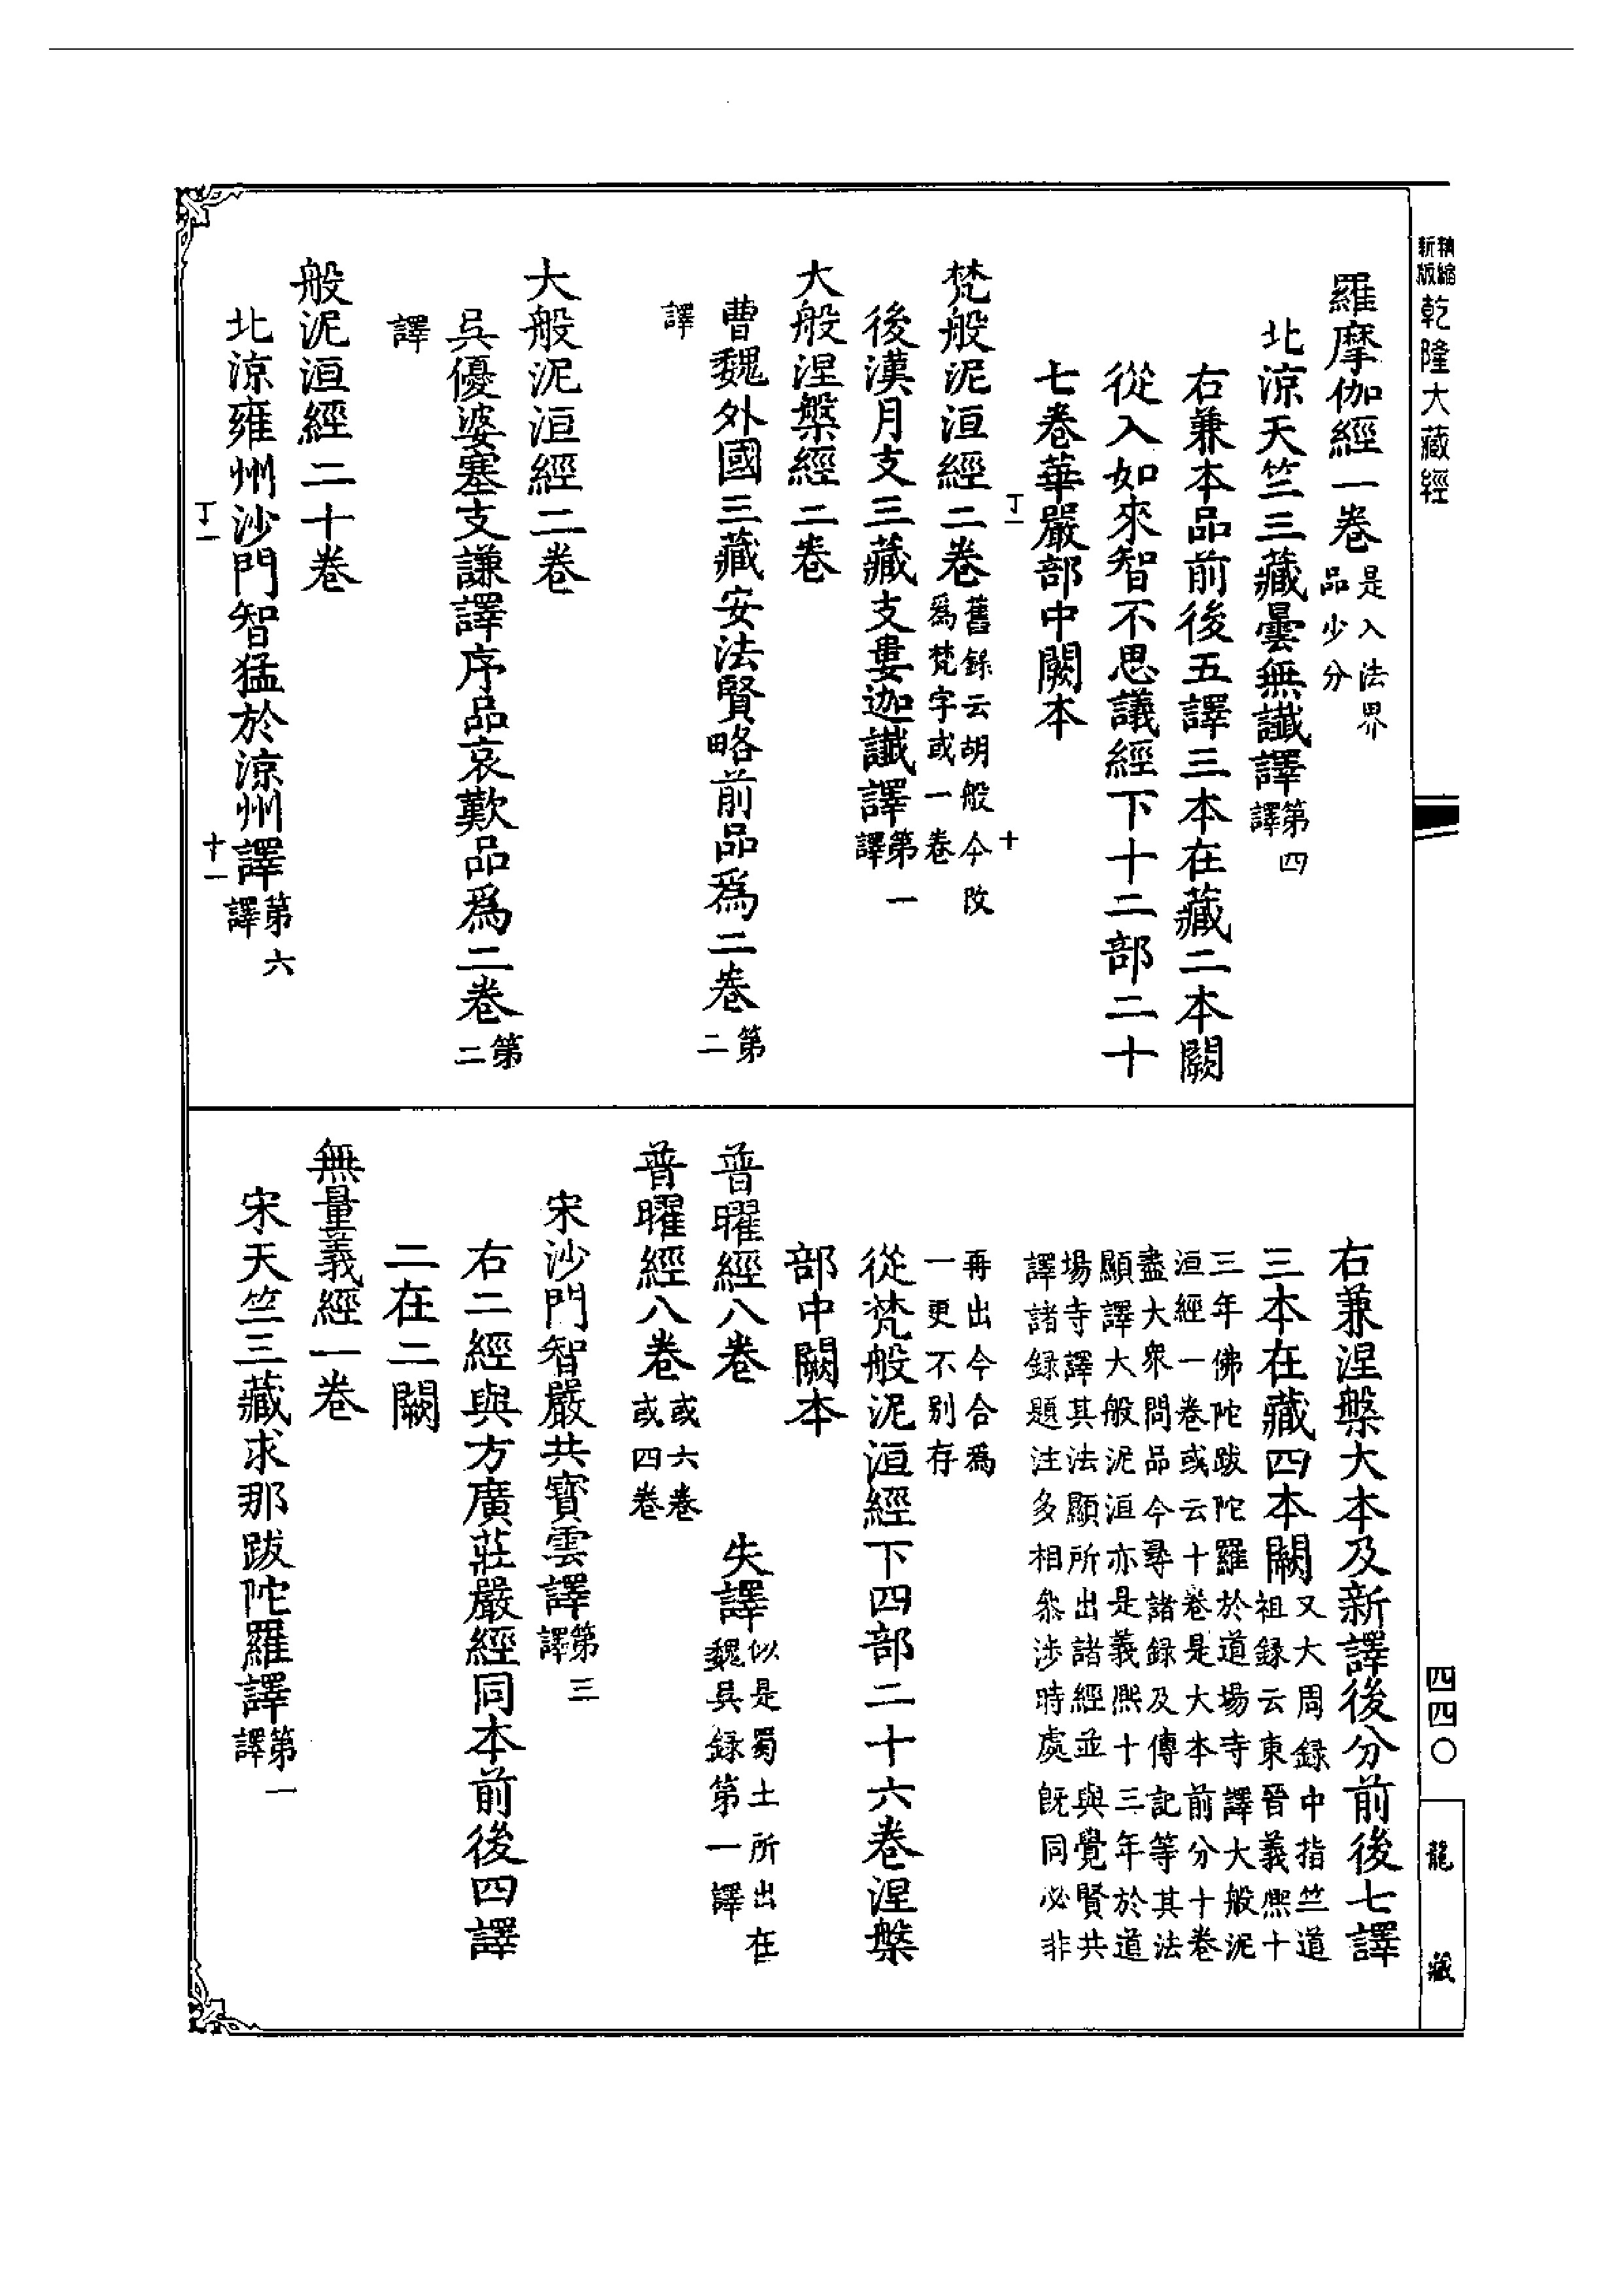 新版精縮 乾隆大藏經
羅摩伽經一卷是入法界品少分
北涼天竺三藏曇無讖譯第四譯
右兼本品前後五譯三本在藏二本闕
從入如來智不思議經下十二部二十
七卷華嚴部中闕本
丁一 十
梵般泥洹經二卷舊錄云胡般今改爲梵字或一卷
後漢月支三藏支婁迦讖譯第一譯
大般涅槃經二卷
曹魏外國三藏安法賢略前品爲二卷第二
譯
大般泥洹經二卷
吳優婆塞支謙譯序品哀歎品爲二卷第二
譯
般泥洹經二十卷
北涼雍州沙門智猛於涼州譯第六譯
丁一 十一
右兼涅槃大本及新譯後分前後七譯
三本在藏四本闕又大周録中指竺道祖録云東晉義熈十
三年佛陀跋陀羅於道場寺譯大般泥洹經一卷或云十卷是大本前分十卷
盡大衆問品今尋諸録及傳記等其法顯譯大般泥洹亦是義熈十三年於道
場寺譯其法顯所出諸經並與覺賢共譯諸録題注多相叅涉時處旣同必非
再出今合爲一更不别存
從梵般泥洹經下四部二十六卷涅槃
部中闕本
普曜經八卷 失譯似是蜀土所出在魏吳録第一譯
普曜經八卷或六卷或四卷
宋沙門智嚴共寶雲譯第三譯
右二經與方廣莊嚴經同本前後四譯
二在二闕
無量義經一卷
宋天竺三藏求那跋陀羅譯第一譯
四四〇
龍藏